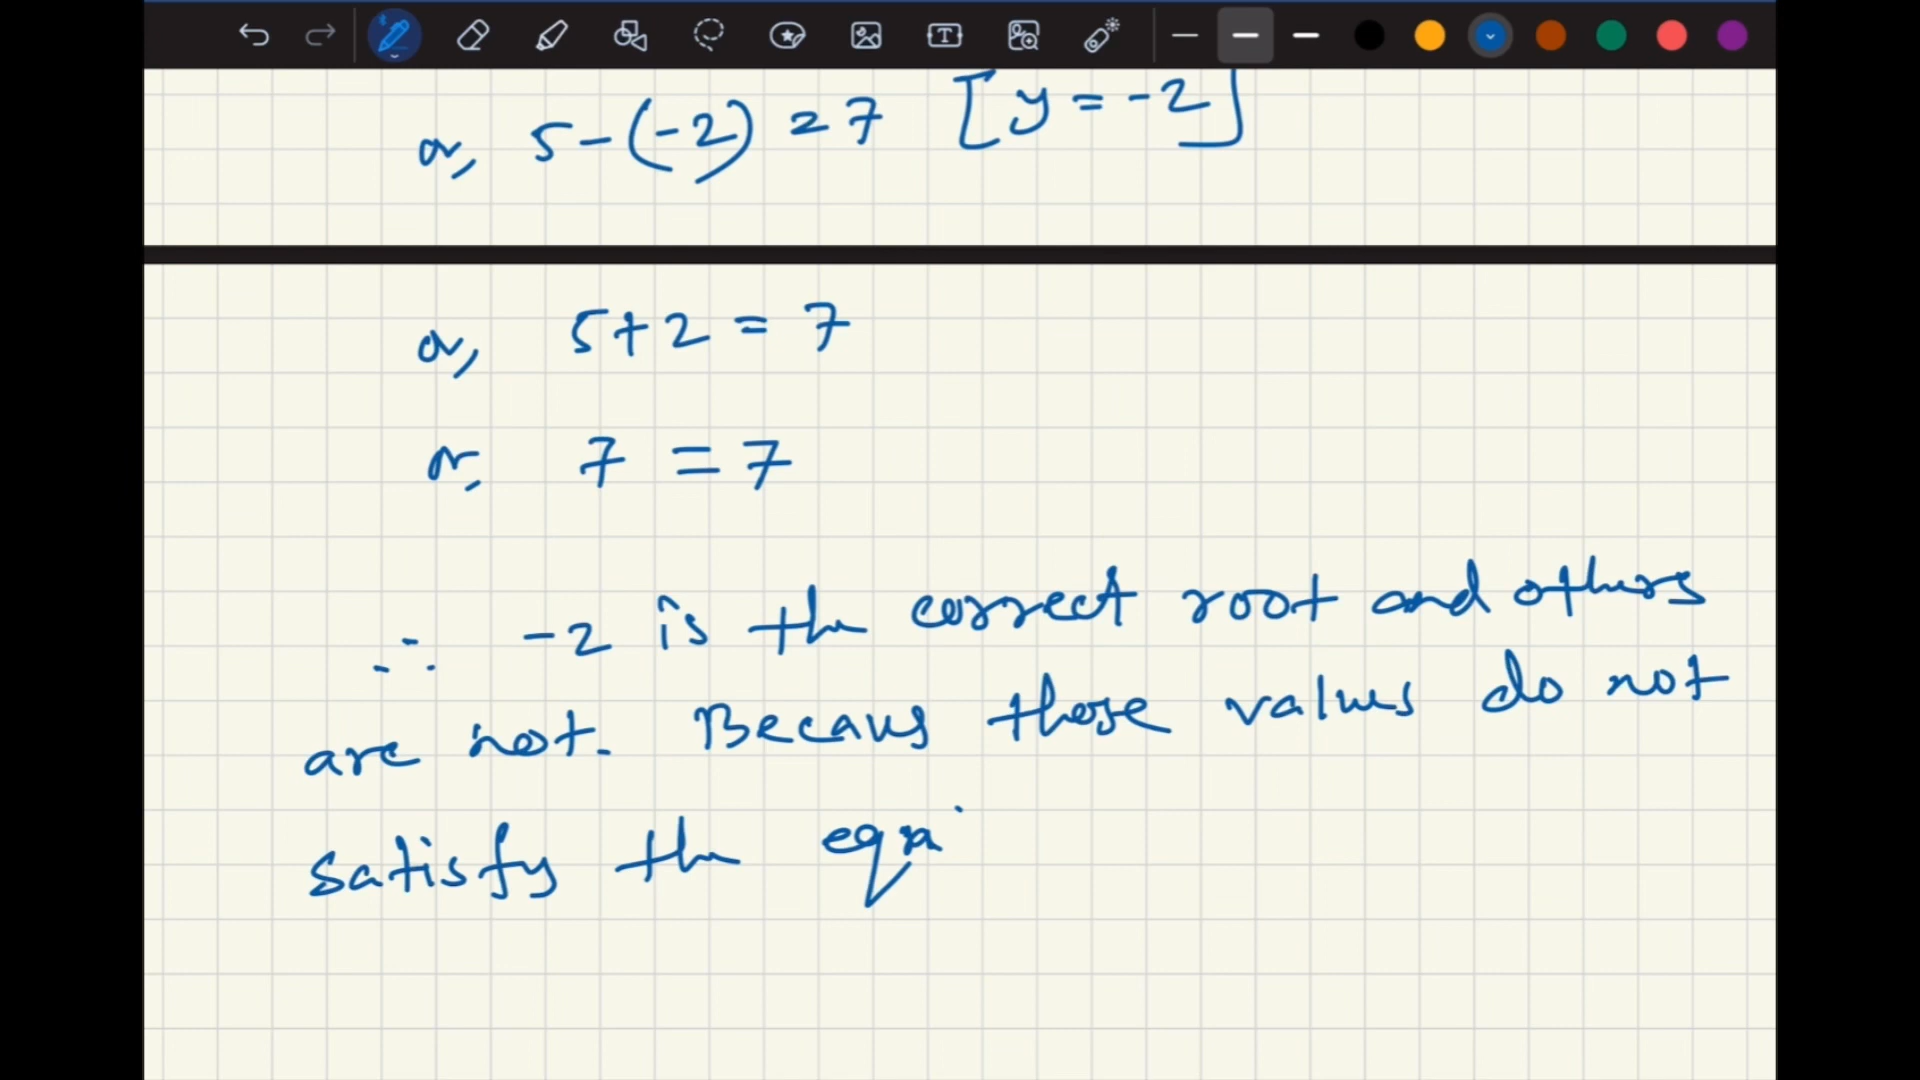 or, 5-(-2) = 7 [y = -2]
or, 5+2 = 7
or, 7 = 7
∴ -2 is the correct root and others
are not. Becaus these values do not
satisfy the equa